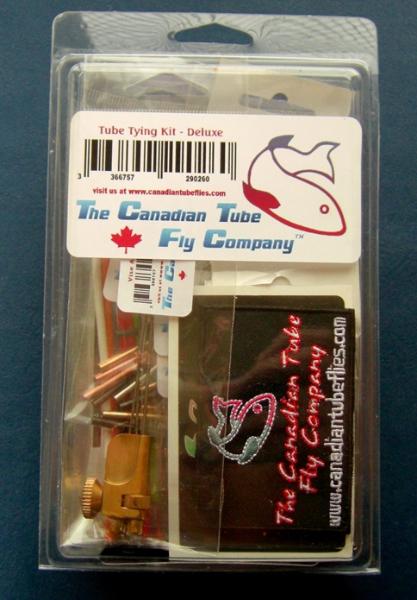 Tube Tying Kit - Deluxe
3 366757 290260
visit us at www.canadiantubeflies.com
The Canadian Tube
Fly Company™
The Canadian Tube
Fly Company
www.canadiantubeflies.com